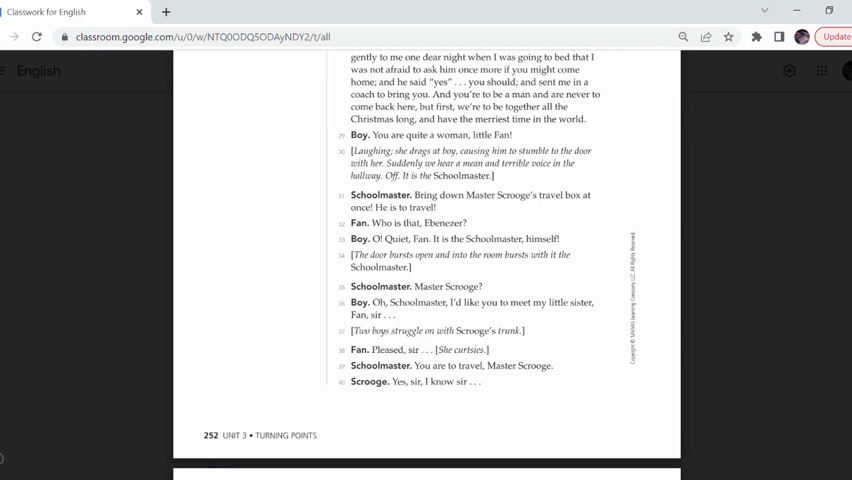 Classwork for English
classroom.google.com/u/0/w/NTQ0ODQ5ODAyNDY2/t/all
Update
English
gently to me one dear night when I was going to bed that I
was not afraid to ask him once more if you might come
home; and he said “yes” . . . you should; and sent me in a
coach to bring you. And you’re to be a man and are never to
come back here, but first, we’re to be together all the
Christmas long, and have the merriest time in the world.
29 Boy. You are quite a woman, little Fan!
30 [Laughing; she drags at boy, causing him to stumble to the door
with her. Suddenly we hear a mean and terrible voice in the
hallway. Off. It is the Schoolmaster.]
31 Schoolmaster. Bring down Master Scrooge’s travel box at
once! He is to travel!
32 Fan. Who is that, Ebenezer?
33 Boy. O! Quiet, Fan. It is the Schoolmaster, himself!
34 [The door bursts open and into the room bursts with it the
Schoolmaster.]
35 Schoolmaster. Master Scrooge?
36 Boy. Oh, Schoolmaster, I’d like you to meet my little sister,
Fan, sir . . .
37 [Two boys struggle on with Scrooge’s trunk.]
38 Fan. Pleased, sir . . . [She curtsies.]
39 Schoolmaster. You are to travel, Master Scrooge.
40 Scrooge. Yes, sir, I know sir . . .
Copyright © SAVVAS Learning Company LLC. All Rights Reserved.
252 UNIT 3 • TURNING POINTS